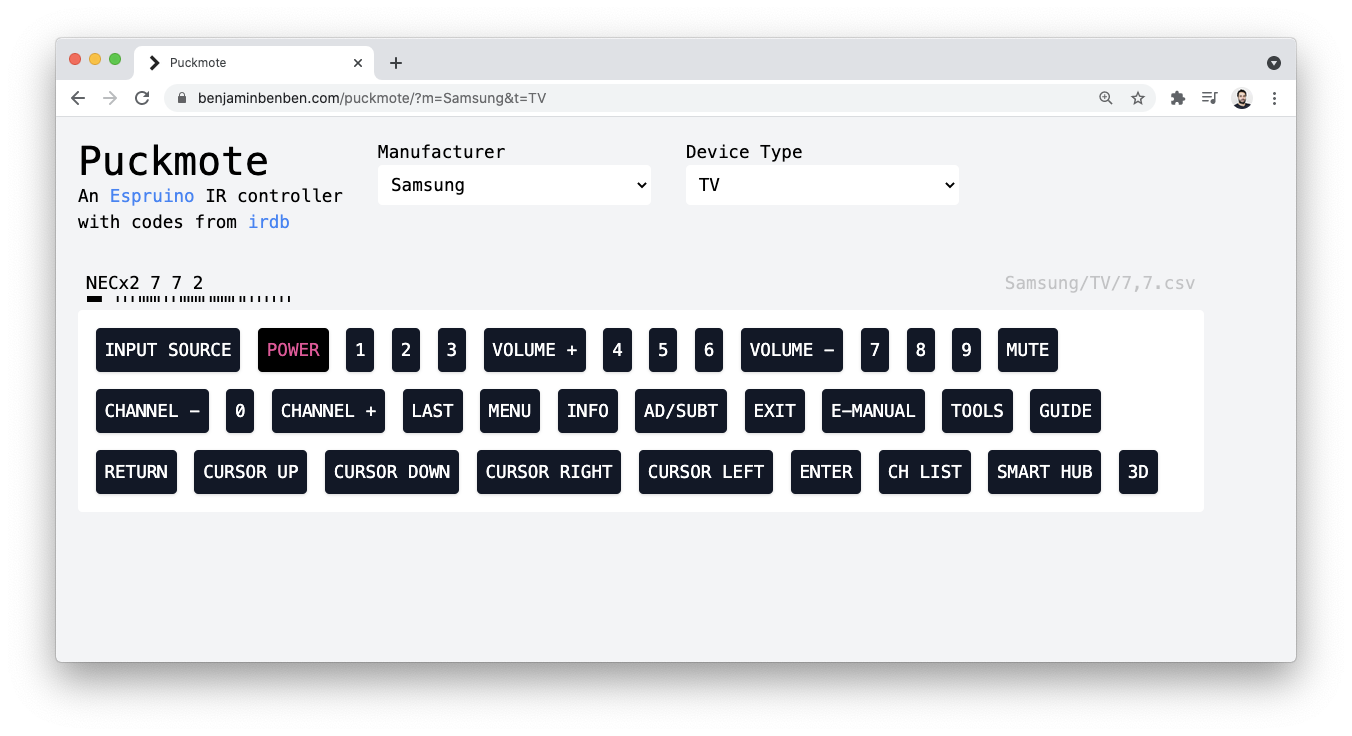 Puckmote
benjaminbenben.com/puckmote/?m=Samsung&t=TV
Puckmote
An Espruino IR controller
with codes from irdb
Manufacturer
Samsung
Device Type
TV
NECx2 7 7 2
Samsung/TV/7,7.csv
INPUT SOURCE POWER 1 2 3 VOLUME + 4 5 6 VOLUME - 7 8 9 MUTE
CHANNEL - 0 CHANNEL + LAST MENU INFO AD/SUBT EXIT E-MANUAL TOOLS GUIDE
RETURN CURSOR UP CURSOR DOWN CURSOR RIGHT CURSOR LEFT ENTER CH LIST SMART HUB 3D